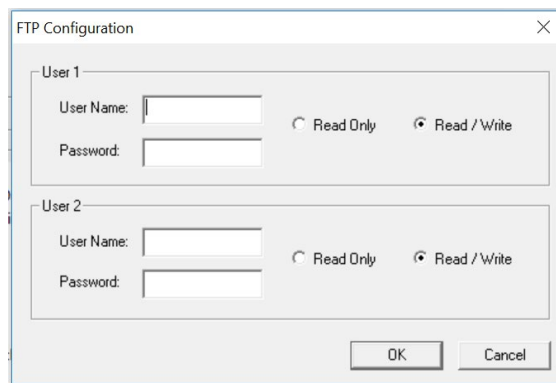 FTP Configuration
User 1
User Name:
Read Only
Read / Write
Password:
User 2
User Name:
Read Only
Read / Write
Password:
OK
Cancel